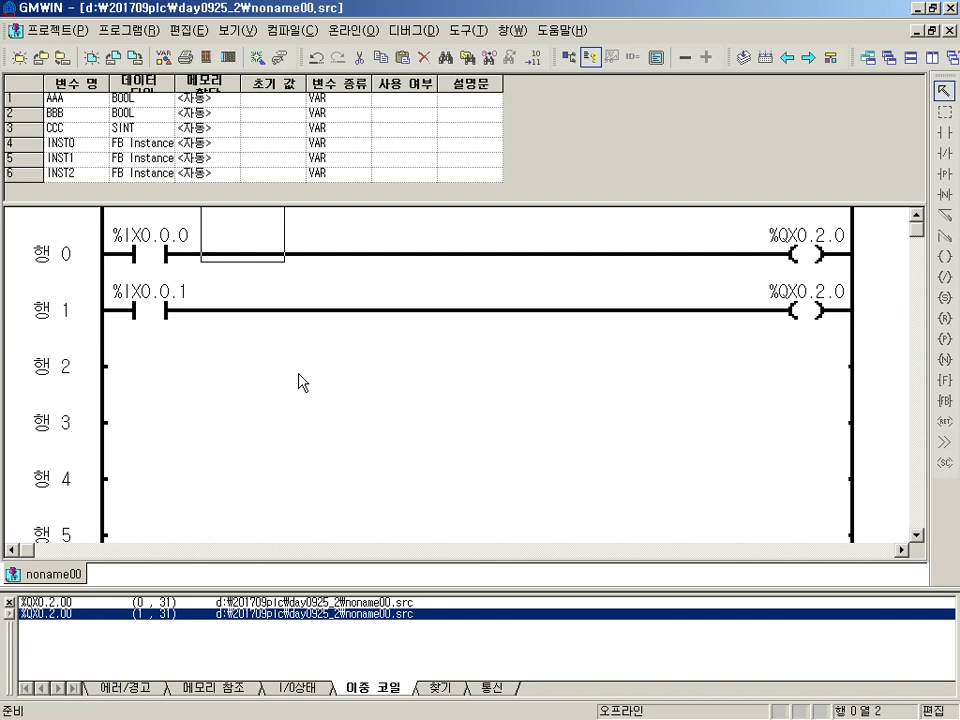 GMWIN - [d:₩201709plc₩day0925_2₩noname00.src]
프로젝트(P) 프로그램(R) 편집(E) 보기(V) 컴파일(C) 온라인(O) 디버그(D) 도구(T) 창(W) 도움말(H)
변수 명 데이터 타입 메모리 할당 초기 값 변수 종류 사용 여부 설명문
1 AAA BOOL <자동> VAR
2 BBB BOOL <자동> VAR
3 CCC SINT <자동> VAR
4 INST0 FB Instance <자동> VAR
5 INST1 FB Instance <자동> VAR
6 INST2 FB Instance <자동> VAR
%IX0.0.0 %QX0.2.0
행 0
%IX0.0.1 %QX0.2.0
행 1
행 2
행 3
행 4
행 5
noname00
%QX0.2.00 (0 , 31) d:₩201709plc₩day0925_2₩noname00.src
%QX0.2.00 (1 , 31) d:₩201709plc₩day0925_2₩noname00.src
에러/경고 메모리 참조 I/O상태 이중 코일 찾기 통신
준비 오프라인 행 0 열 2 편집